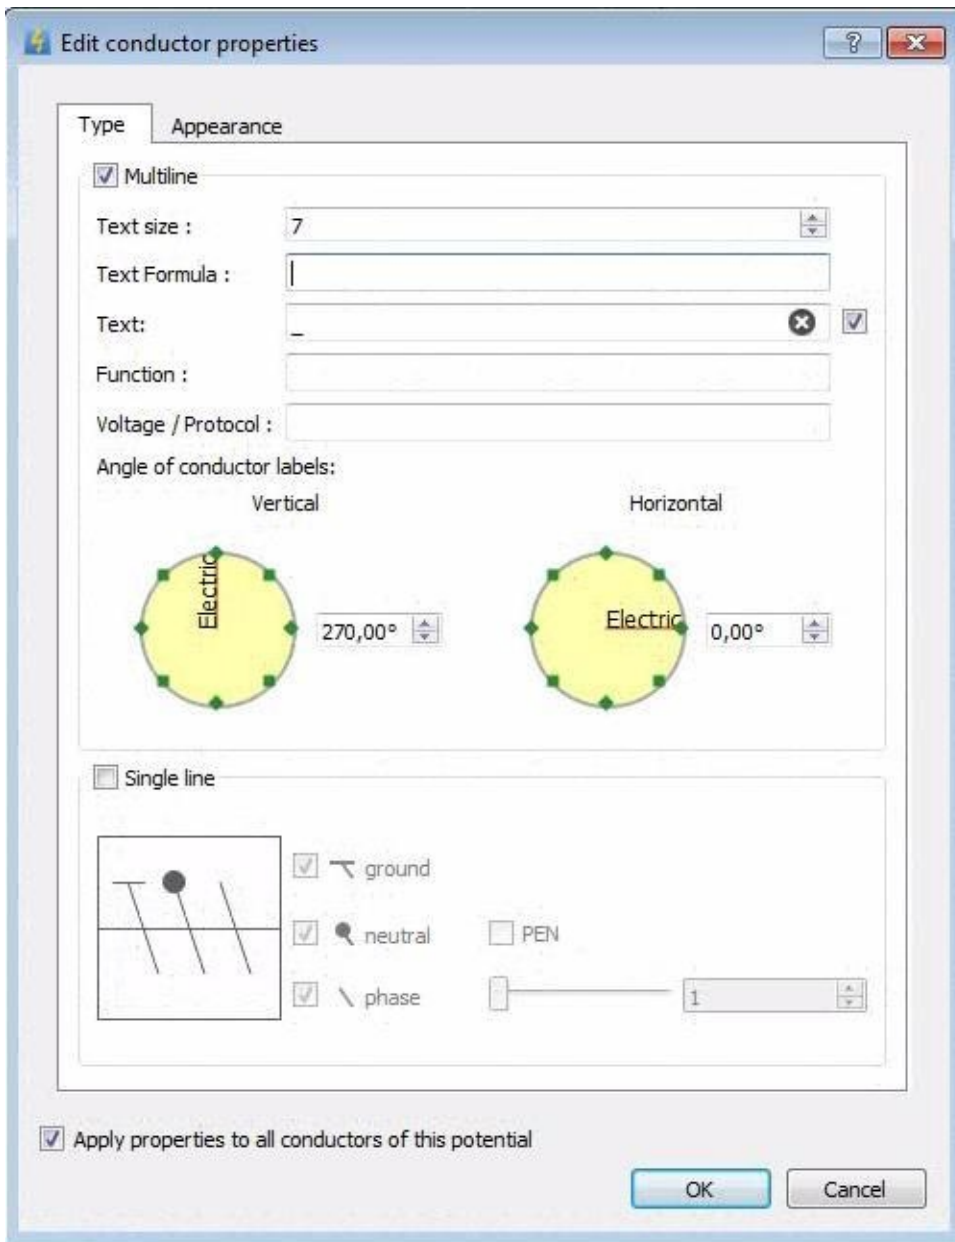 Edit conductor properties ?
Type Appearance
Multiline
Text size : 7
Text Formula :
Text: _
Function :
Voltage / Protocol :
Angle of conductor labels:
Vertical Horizontal
Electric 270,00° Electric 0,00°
Single line
ground
neutral PEN
phase 1
Apply properties to all conductors of this potential
OK Cancel